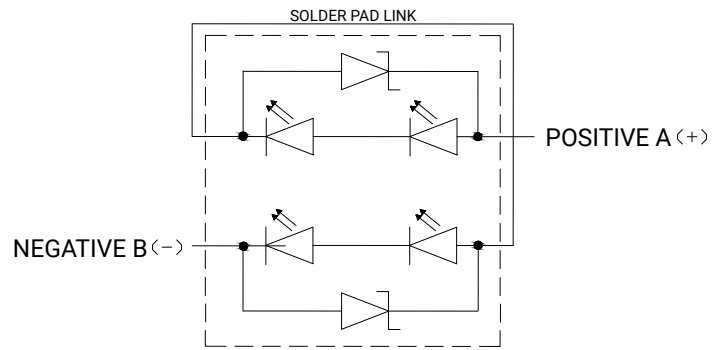 SOLDER PAD LINK
POSITIVE A(+)
NEGATIVE B(-)